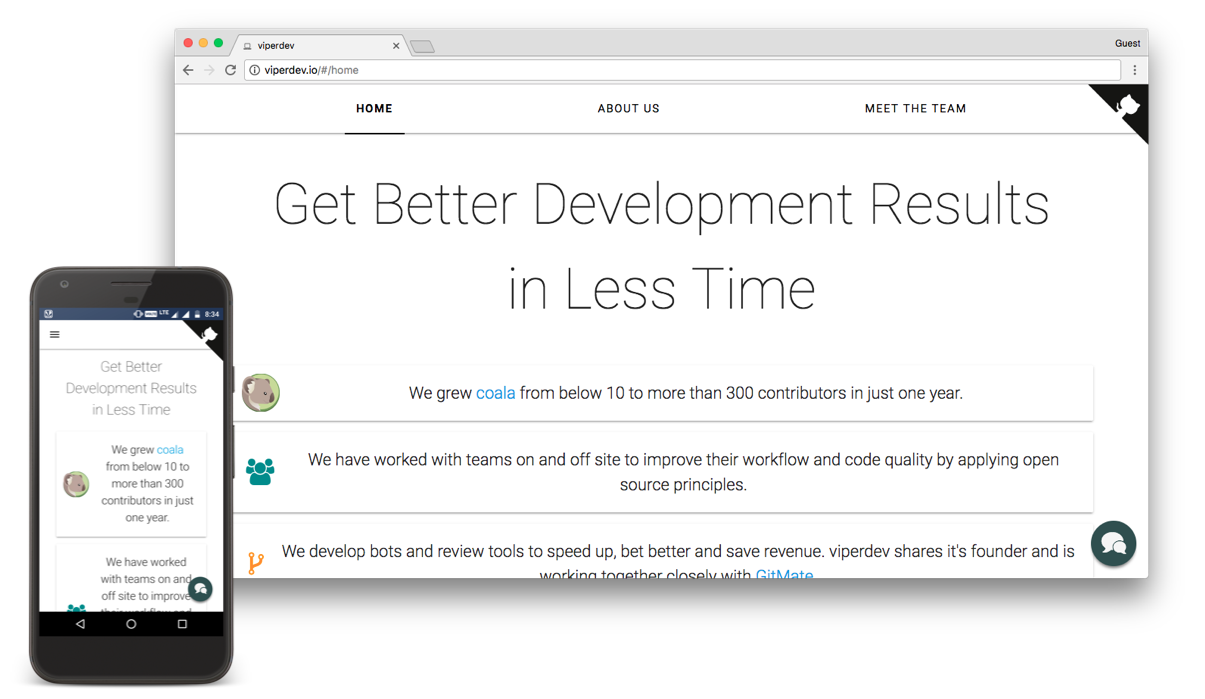 viperdev
Guest
viperdev.io/#/home
HOME
ABOUT US
MEET THE TEAM
Get Better Development Results
in Less Time
We grew coala from below 10 to more than 300 contributors in just one year.
We have worked with teams on and off site to improve their workflow and code quality by applying open
source principles.
We develop bots and review tools to speed up, bet better and save revenue. viperdev shares it's founder and is
working together closely with GitMate
LTE
8:34
Get Better
Development Results
in Less Time
We grew coala
from below 10 to
more than 300
contributors in just
one year.
We have worked
with teams on and
off site to improve
their workflow and